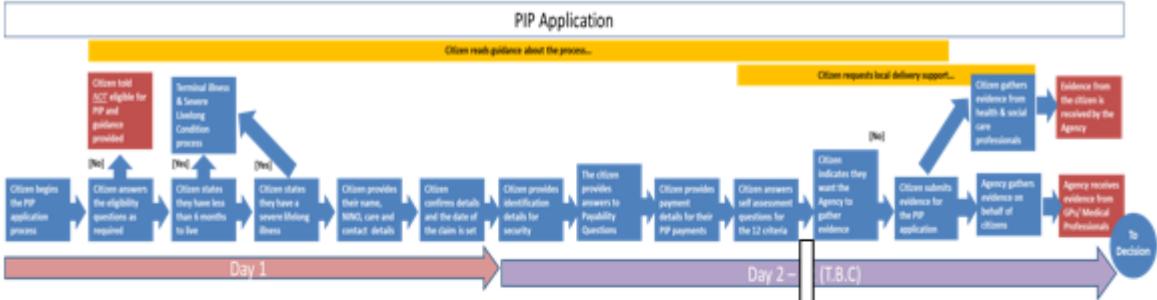 PIP Application
Citizen reads guidance about the process...
Citizen requests local delivery support...
Citizen told
NOT eligible for
PIP and
guidance
provided
Terminal illness
& Severe
Livelong
Condition
process
Citizen gathers
evidence from
health & social
care
professionals
Evidence from
the citizen is
received by the
Agency
[No]
[No]
[Yes]
[Yes]
Citizen begins
the PIP
application
process
Citizen answers
the eligibility
questions as
required
Citizen states
they have less
than 6 months
to live
Citizen states
they have a
severe lifelong
illness
Citizen provides
their name,
NINO, care and
contact details
Citizen
confirms details
and the date of
the claim is set
Citizen provides
identification
details for
security
The citizen
provides
answers to
Payability
Questions
Citizen provides
payment
details for their
PIP payments
Citizen answers
self assessment
questions for
the 12 criteria
Citizen
indicates they
want the
Agency to
gather
evidence
Citizen submits
evidence for
the PIP
application
Agency gathers
evidence on
behalf of
citizens
Agency receives
evidence from
GPs/ Medical
Professionals
To
Decision
Day 1
Day 2 – (T.B.C)